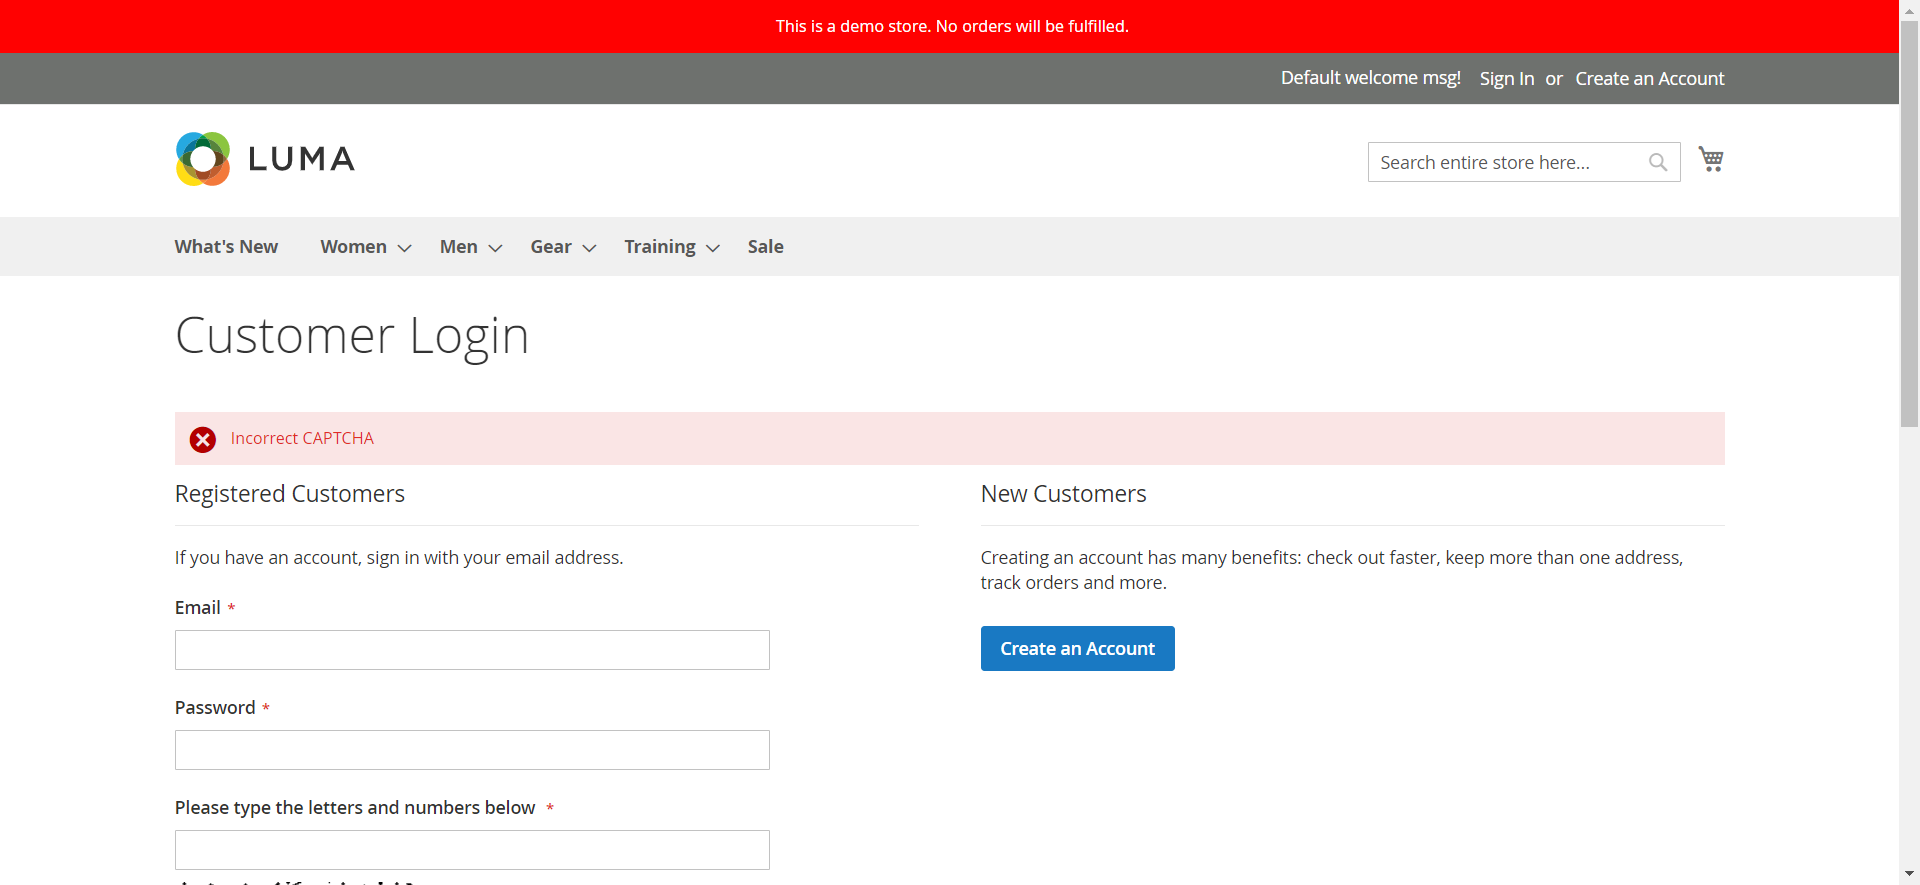 This is a demo store. No orders will be fulfilled.
Default welcome msg! Sign In or Create an Account
LUMA
Search entire store here...
What's New Women Men Gear Training Sale
Customer Login
Incorrect CAPTCHA
Registered Customers
If you have an account, sign in with your email address.
Email *
Password *
Please type the letters and numbers below *
New Customers
Creating an account has many benefits: check out faster, keep more than one address,
track orders and more.
Create an Account